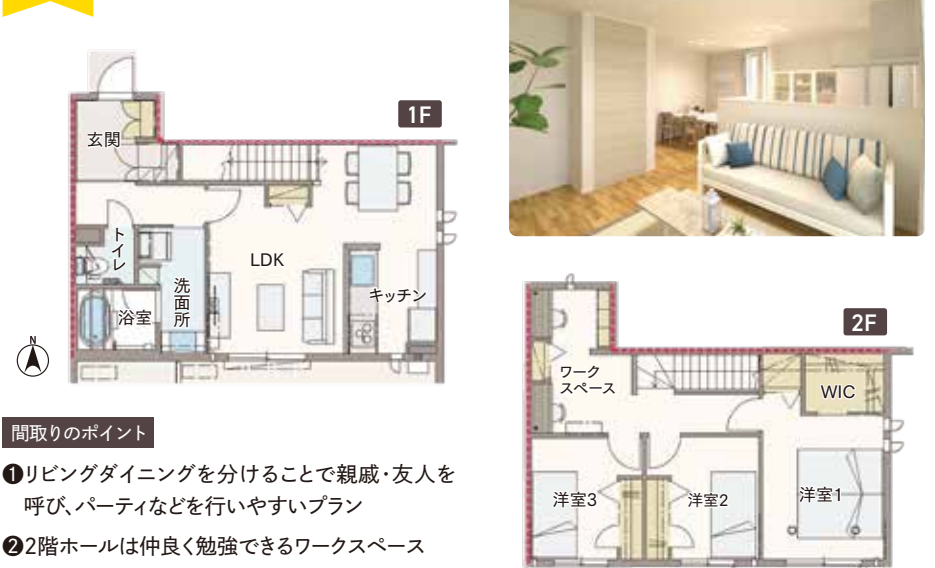 1F
玄関
トイレ
洗面所
浴室
LDK
キッチン
N
2F
ワーク
スペース
WIC
洋室3
洋室2
洋室1
間取りのポイント
❶リビングダイニングを分けることで親戚・友人を
呼び、パーティなどを行いやすいプラン
❷2階ホールは仲良く勉強できるワークスペース